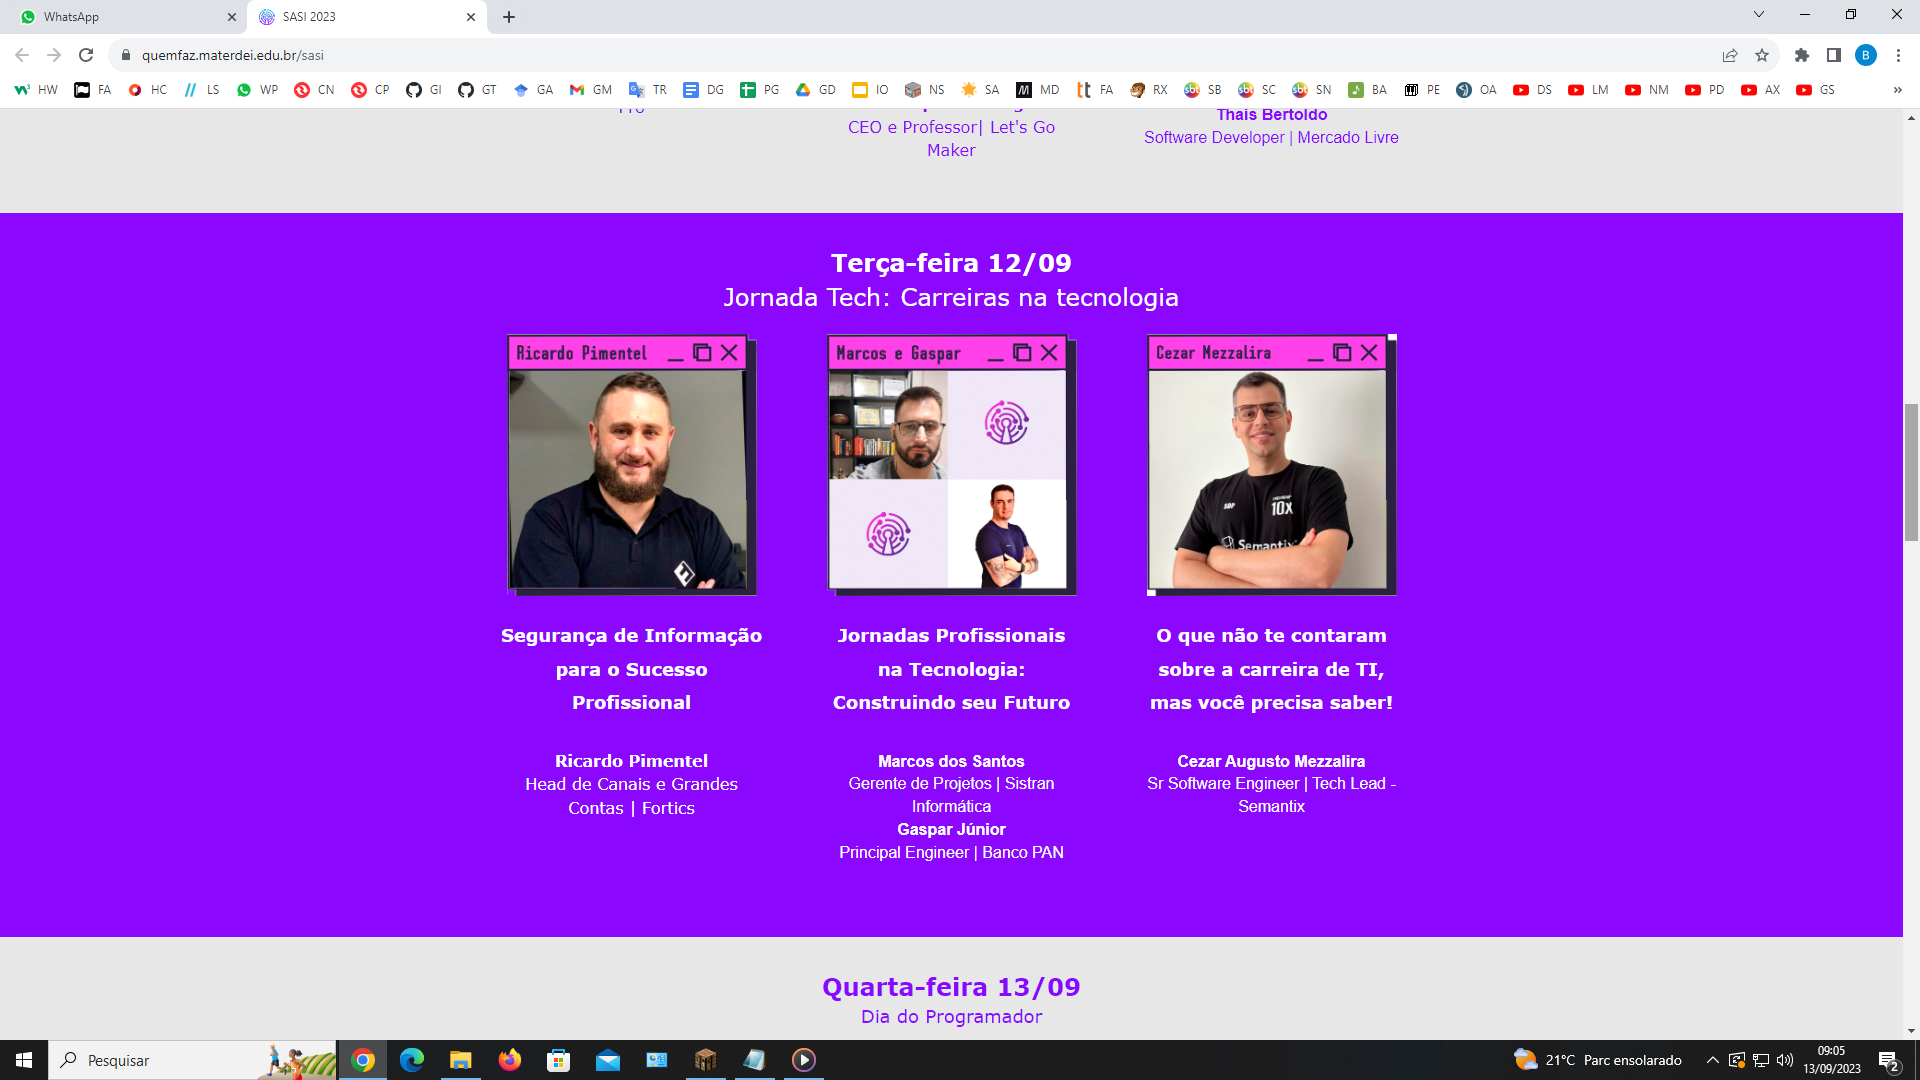 WhatsApp
SASI 2023
quemfaz.materdei.edu.br/sasi
B
HW FA HC LS WP CN CP GI GT GA GM TR DG PG GD IO NS SA MD FA RX SB SC SN BA PE OA DS LM NM PD AX GS »
CEO e Professor| Let's Go
Maker
Thais Bertoldo
Software Developer | Mercado Livre
Terça-feira 12/09
Jornada Tech: Carreiras na tecnologia
Ricardo Pimentel
Marcos e Gaspar
Cezar Mezzalira
10x
Semantix
Segurança de Informação
para o Sucesso
Profissional
Ricardo Pimentel
Head de Canais e Grandes
Contas | Fortics
Jornadas Profissionais
na Tecnologia:
Construindo seu Futuro
Marcos dos Santos
Gerente de Projetos | Sistran
Informática
Gaspar Júnior
Principal Engineer | Banco PAN
O que não te contaram
sobre a carreira de TI,
mas você precisa saber!
Cezar Augusto Mezzalira
Sr Software Engineer | Tech Lead -
Semantix
Quarta-feira 13/09
Dia do Programador
Pesquisar
21°C Parc ensolarado
09:05
13/09/2023
2